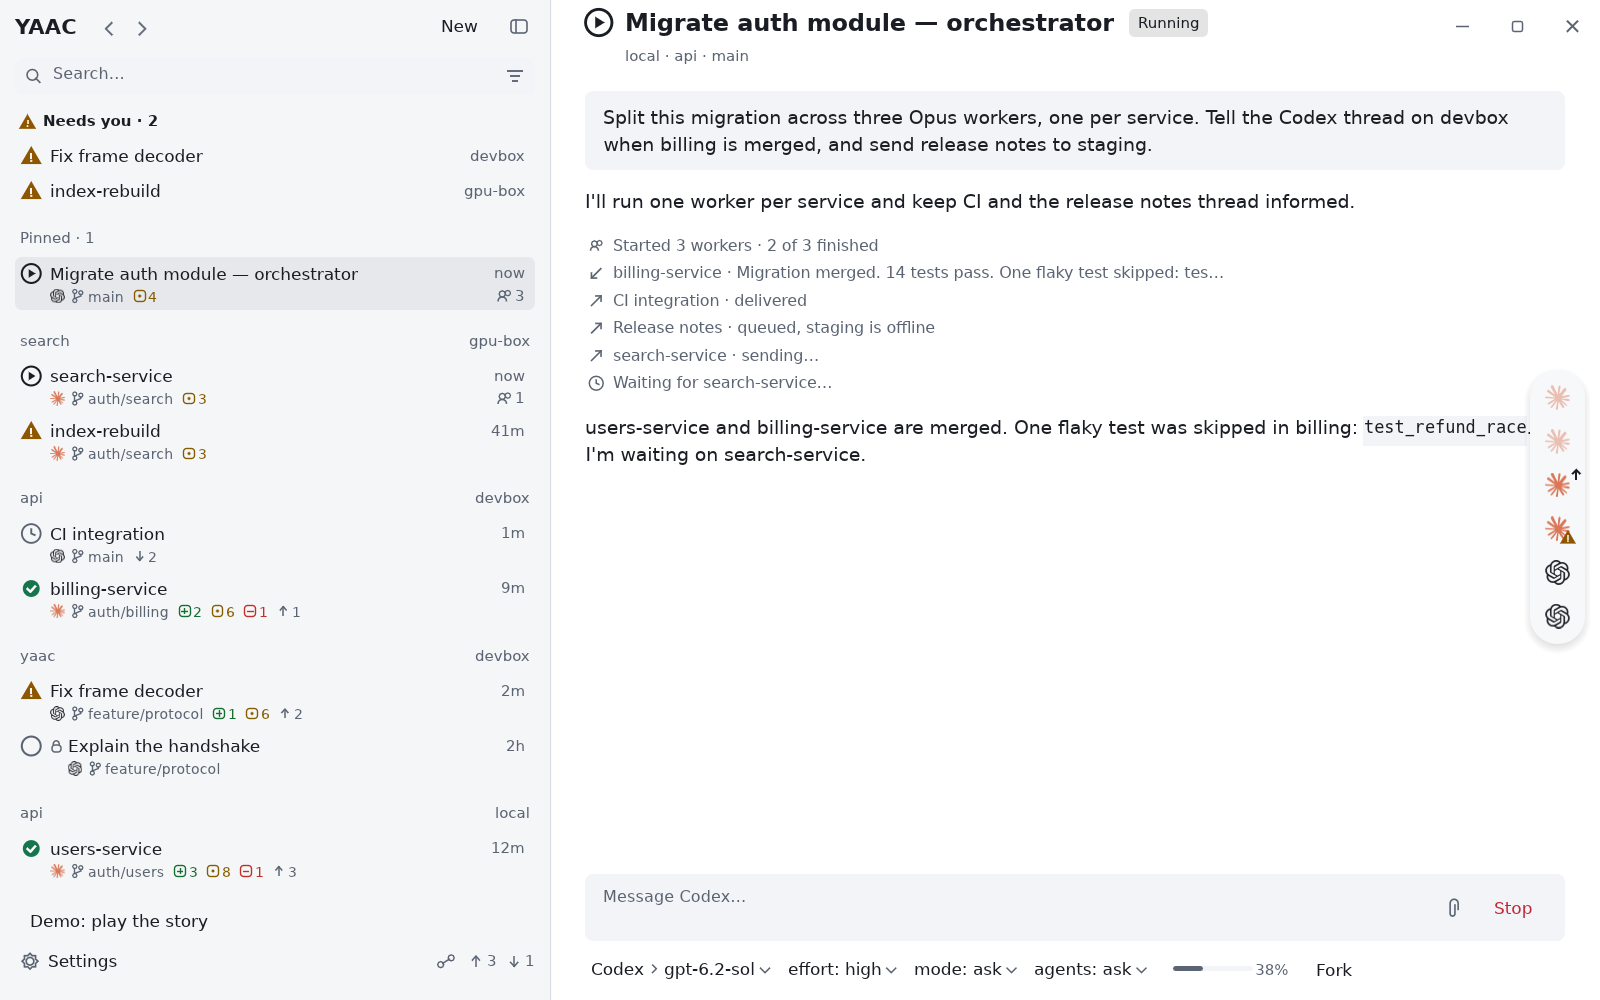 YAAC
New
Search...
Needs you · 2
Fix frame decoder devbox
index-rebuild gpu-box
Pinned · 1
Migrate auth module — orchestrator now
main 4 3
search gpu-box
search-service now
auth/search 3 1
index-rebuild 41m
auth/search 3
api devbox
CI integration 1m
main ↓2
billing-service 9m
auth/billing 2 6 1 ↑1
yaac devbox
Fix frame decoder 2m
feature/protocol 1 6 ↑2
Explain the handshake 2h
feature/protocol
api local
users-service 12m
auth/users 3 8 1 ↑3
Demo: play the story
Settings ↑3 ↓1
Migrate auth module — orchestrator Running
local · api · main
Split this migration across three Opus workers, one per service. Tell the Codex thread on devbox
when billing is merged, and send release notes to staging.
I'll run one worker per service and keep CI and the release notes thread informed.
Started 3 workers · 2 of 3 finished
billing-service · Migration merged. 14 tests pass. One flaky test skipped: tes…
CI integration · delivered
Release notes · queued, staging is offline
search-service · sending…
Waiting for search-service…
users-service and billing-service are merged. One flaky test was skipped in billing: test_refund_race.
I'm waiting on search-service.
Message Codex…
Stop
Codex > gpt-6.2-sol effort: high mode: ask agents: ask 38% Fork